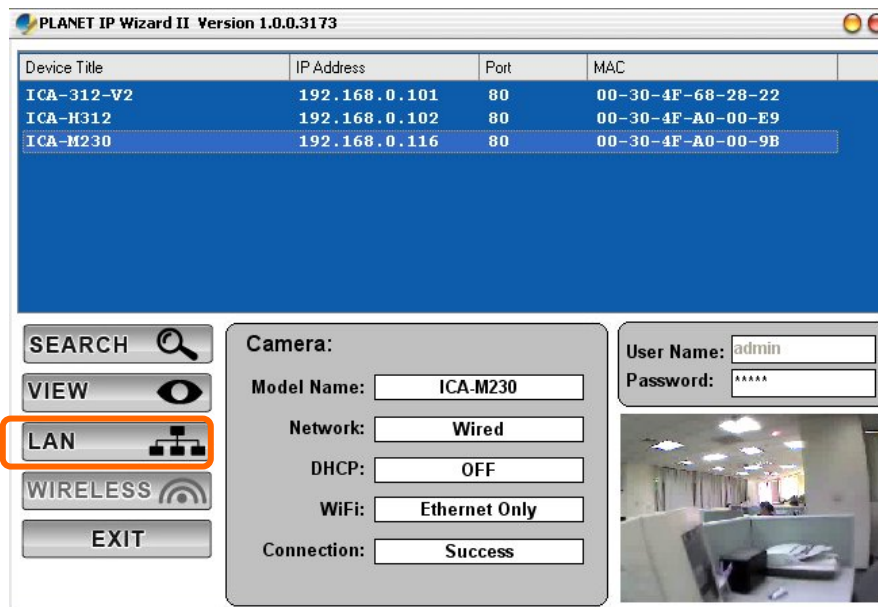 PLANET IP Wizard II Version 1.0.0.3173
Device Title IP Address Port MAC
ICA-312-V2 192.168.0.101 80 00-30-4F-68-28-22
ICA-H312 192.168.0.102 80 00-30-4F-A0-00-E9
ICA-M230 192.168.0.116 80 00-30-4F-A0-00-9B
SEARCH
VIEW
LAN
WIRELESS
EXIT
Camera:
Model Name: ICA-M230
Network: Wired
DHCP: OFF
WiFi: Ethernet Only
Connection: Success
User Name: admin
Password: *****